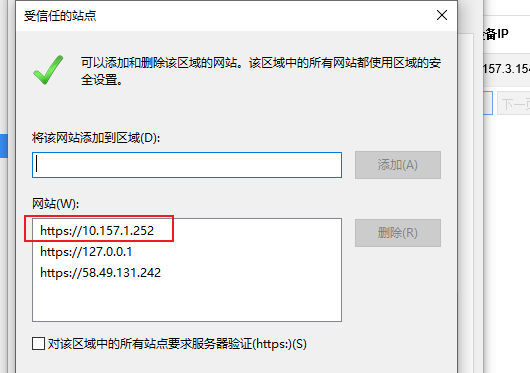 受信任的站点
可以添加和删除该区域的网站。该区域中的所有网站都使用区域的安
全设置。
将该网站添加到区域(D):
添加(A)
网站(W):
https://10.157.1.252
https://127.0.0.1
https://58.49.131.242
删除(R)
对该区域中的所有站点要求服务器验证(https:)(S)
备IP
157.3.154
下一页